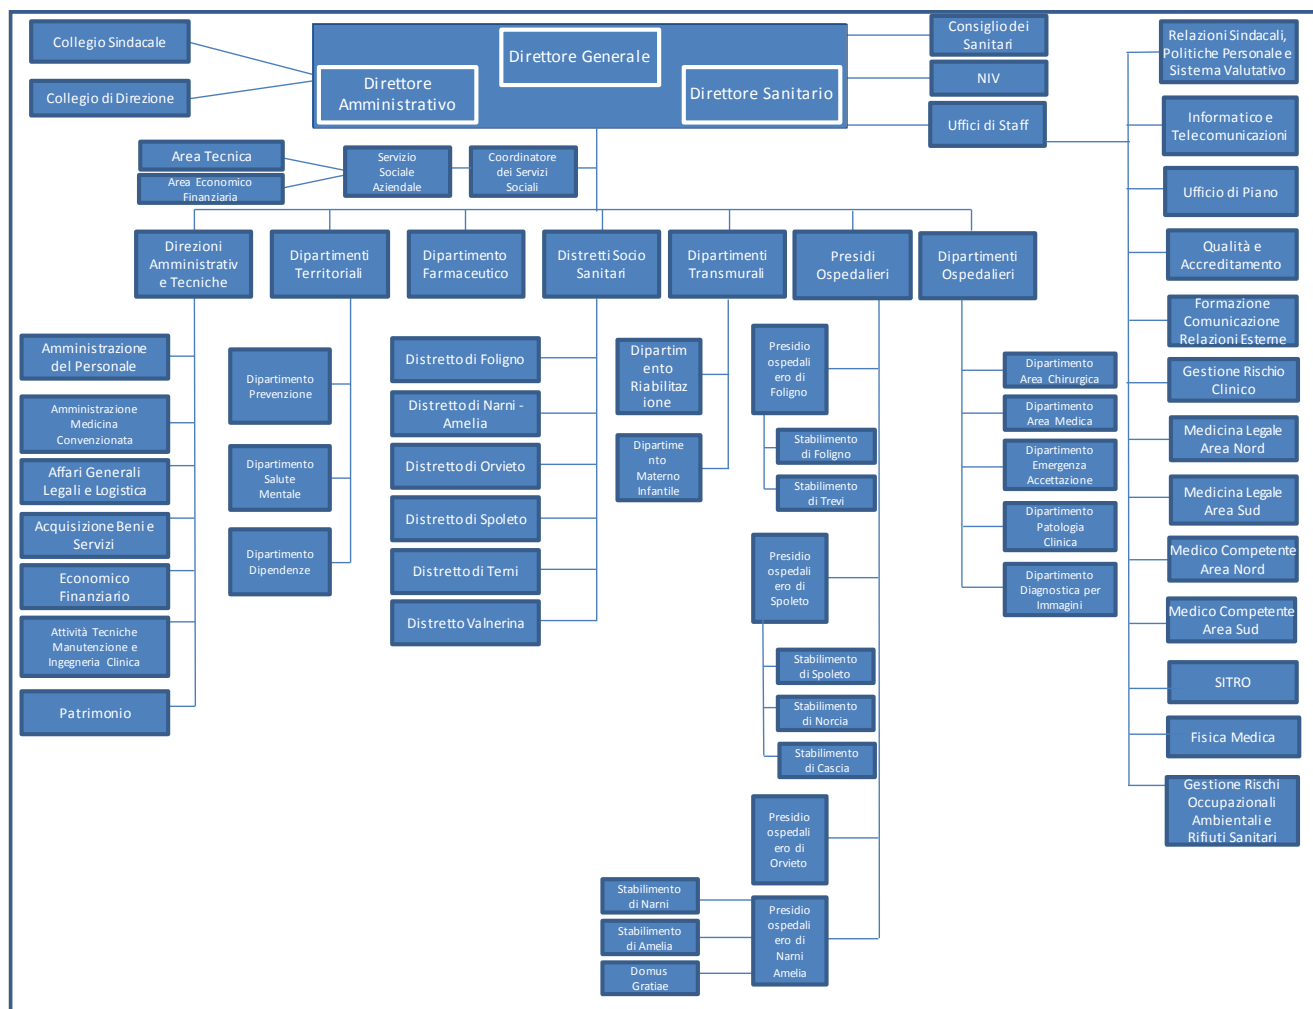 Collegio Sindacale
Collegio di Direzione
Direttore Generale
Direttore
Amministrativo
Direttore Sanitario
Consiglio dei
Sanitari
NIV
Uffici di Staff
Area Tecnica
Area Economico
Finanziaria
Servizio
Sociale
Aziendale
Coordinatore
dei Servizi
Sociali
Direzioni
Amministrativ
e Tecniche
Dipartimenti
Territoriali
Dipartimento
Farmaceutico
Distretti Socio
Sanitari
Dipartimenti
Transmurali
Presidi
Ospedalieri
Dipartimenti
Ospedalieri
Amministrazione
del Personale
Amministrazione
Medicina
Convenzionata
Affari Generali
Legali e Logistica
Acquisizione Beni e
Servizi
Economico
Finanziario
Attività Tecniche
Manutenzione e
Ingegneria Clinica
Patrimonio
Dipartimento
Prevenzione
Dipartimento
Salute
Mentale
Dipartimento
Dipendenze
Distretto di Foligno
Distretto di Narni -
Amelia
Distretto di Orvieto
Distretto di Spoleto
Distretto di Terni
Distretto Valnerina
Dipartim
ento
Riabilitaz
ione
Dipartime
nto
Materno
Infantile
Presidio
ospedali
ero di
Foligno
Stabilimento
di Foligno
Stabilimento
di Trevi
Presidio
ospedali
ero di
Spoleto
Stabilimento
di Spoleto
Stabilimento
di Norcia
Stabilimento
di Cascia
Presidio
ospedali
ero di
Orvieto
Presidio
ospedali
ero di
Narni
Amelia
Stabilimento
di Narni
Stabilimento
di Amelia
Domus
Gratiae
Dipartimento
Area Chirurgica
Dipartimento
Area Medica
Dipartimento
Emergenza
Accettazione
Dipartimento
Patologia
Clinica
Dipartimento
Diagnostica per
Immagini
Relazioni Sindacali,
Politiche Personale e
Sistema Valutativo
Informatico e
Telecomunicazioni
Ufficio di Piano
Qualità e
Accreditamento
Formazione
Comunicazione
Relazioni Esterne
Gestione Rischio
Clinico
Medicina Legale
Area Nord
Medicina Legale
Area Sud
Medico Competente
Area Nord
Medico Competente
Area Sud
SITRO
Fisica Medica
Gestione Rischi
Occupazionali
Ambientali e
Rifiuti Sanitari